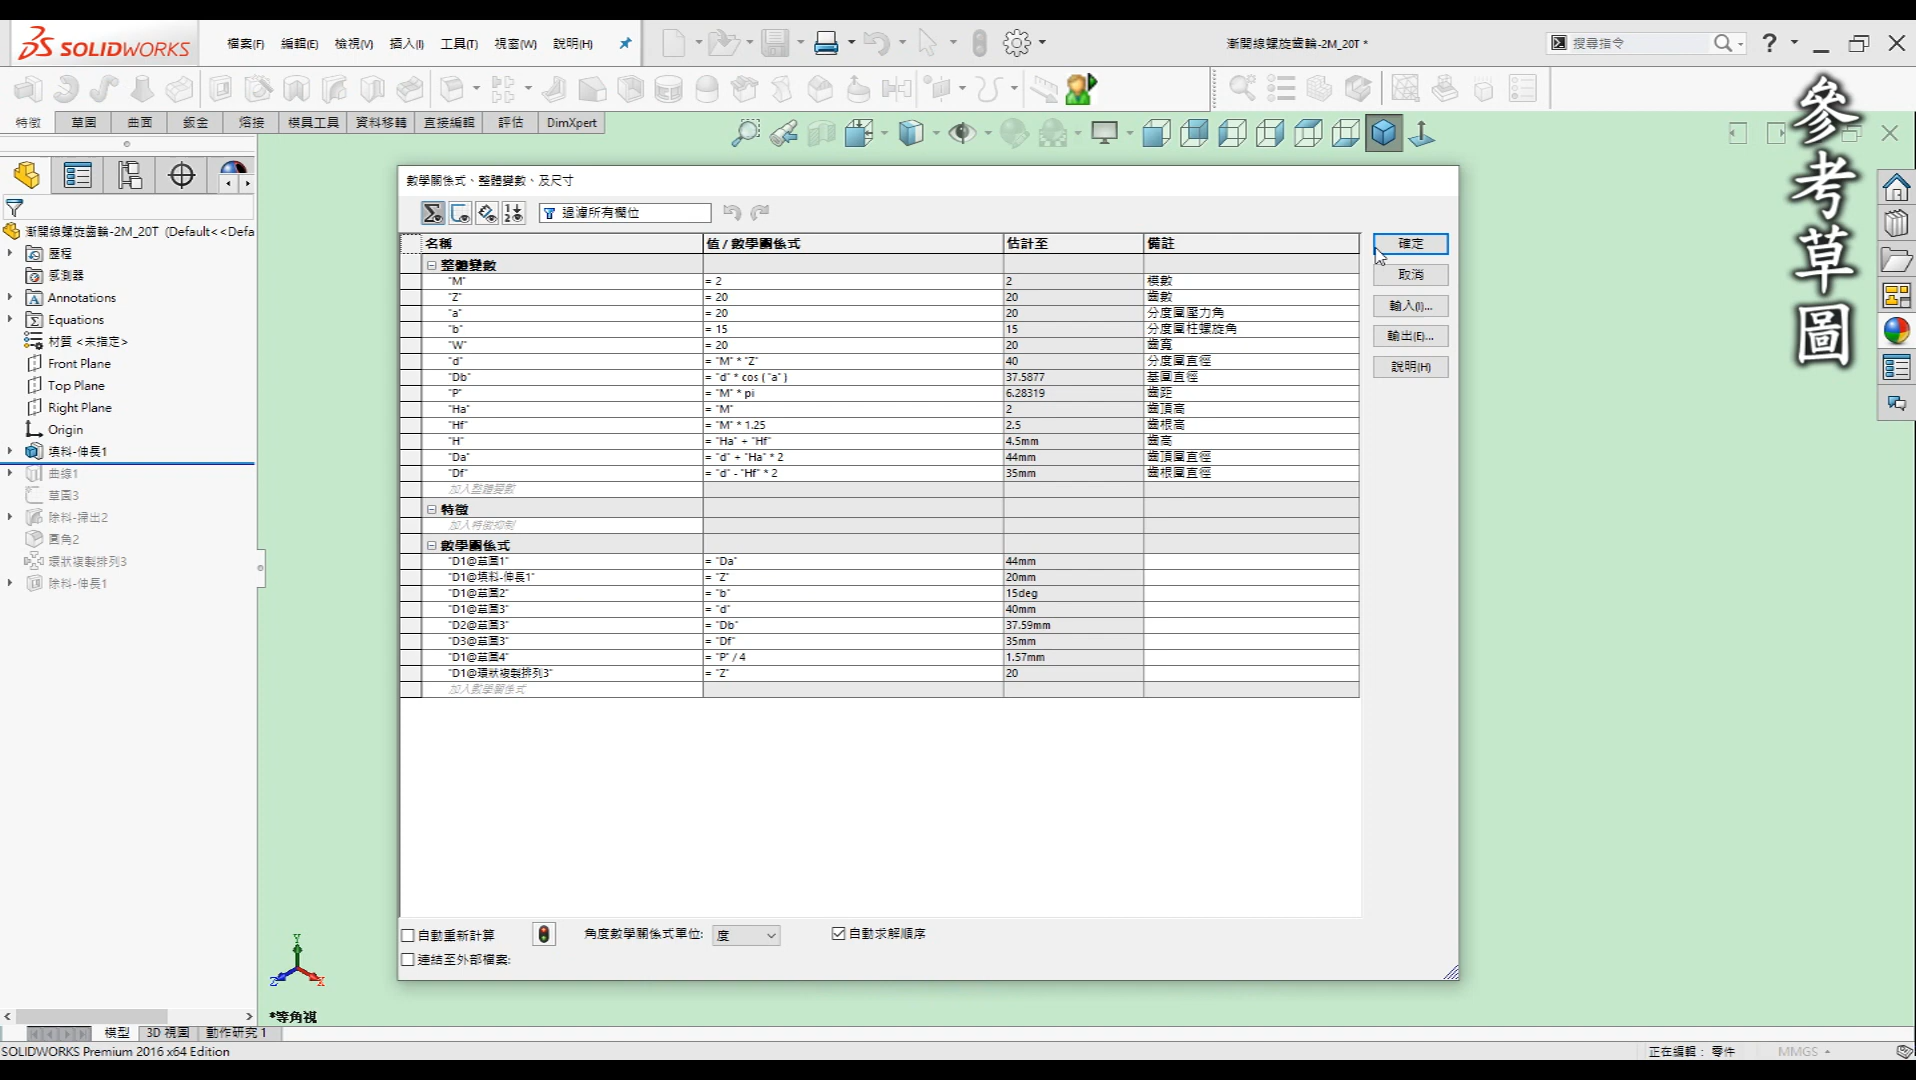 SOLIDWORKS
檔案(F) 編輯(E) 檢視(V) 插入(I) 工具(T) 視窗(W) 說明(H)
漸開線螺旋齒輪-2M_20T *
搜尋指令
特徵 草圖 曲面 鈑金 熔接 模具工具 資料移轉 直接編輯 評估 DimXpert
參考草圖
漸開線螺旋齒輪-2M_20T (Default<<Defa
歷程
感測器
Annotations
Equations
材質 <未指定>
Front Plane
Top Plane
Right Plane
Origin
填料-伸長1
曲線1
草圖3
除料-掃出2
圓角2
環狀複製排列3
除料-伸長1
數學關係式、整體變數、及尺寸
過濾所有欄位
名稱 值 / 數學關係式 估計至 備註
整體變數
"M" = 2 2 模數
"Z" = 20 20 齒數
"a" = 20 20 分度圓壓力角
"b" = 15 15 分度圓柱螺旋角
"W" = 20 20 齒寬
"d" = "M" * "Z" 40 分度圓直徑
"Db" = "d" * cos ( "a" ) 37.5877 基圓直徑
"P" = "M" * pi 6.28319 齒距
"Ha" = "M" 2 齒頂高
"Hf" = "M" * 1.25 2.5 齒根高
"H" = "Ha" + "Hf" 4.5mm 齒高
"Da" = "d" + "Ha" * 2 44mm 齒頂圓直徑
"Df" = "d" - "Hf" * 2 35mm 齒根圓直徑
加入整體變數
特徵
加入特徵抑制
數學關係式
"D1@草圖1" = "Da" 44mm
"D1@填料-伸長1" = "Z" 20mm
"D1@草圖2" = "b" 15deg
"D1@草圖3" = "d" 40mm
"D2@草圖3" = "Db" 37.59mm
"D3@草圖3" = "Df" 35mm
"D1@草圖4" = "P" / 4 1.57mm
"D1@環狀複製排列3" = "Z" 20
加入數學關係式
確定
取消
輸入(I)...
輸出(E)...
說明(H)
自動重新計算 角度數學關係式單位: 度 自動求解順序
連結至外部檔案:
Y
Z X
*等角視
模型 3D 視圖 動作研究 1
SOLIDWORKS Premium 2016 x64 Edition 正在編輯： 零件 MMGS